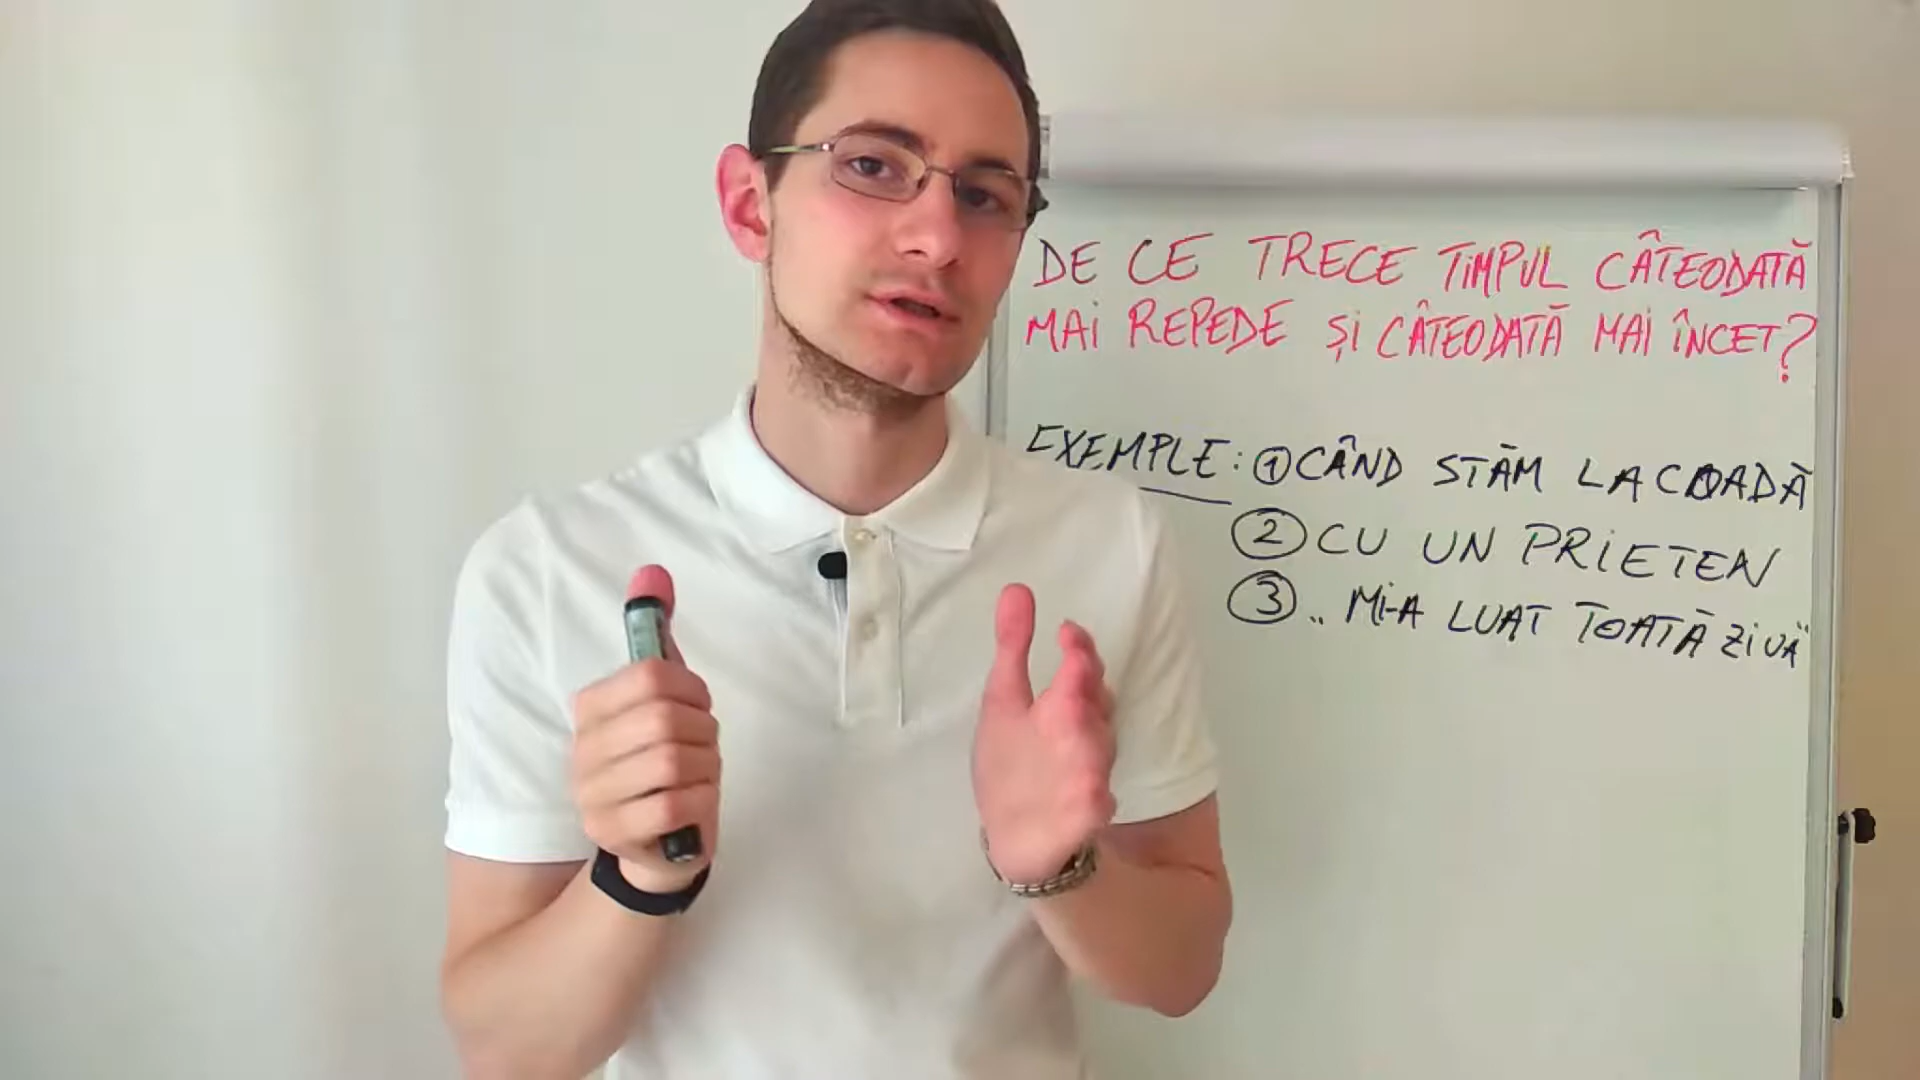 DE CE TRECE TIMPUL CÂTEODATĂ
MAI REPEDE ȘI CÂTEODATĂ MAI ÎNCET?
EXEMPLE: ① CÂND STĂM LA COADĂ
② CU UN PRIETEN
③ „ MI-A LUAT TOATĂ ZIUA"